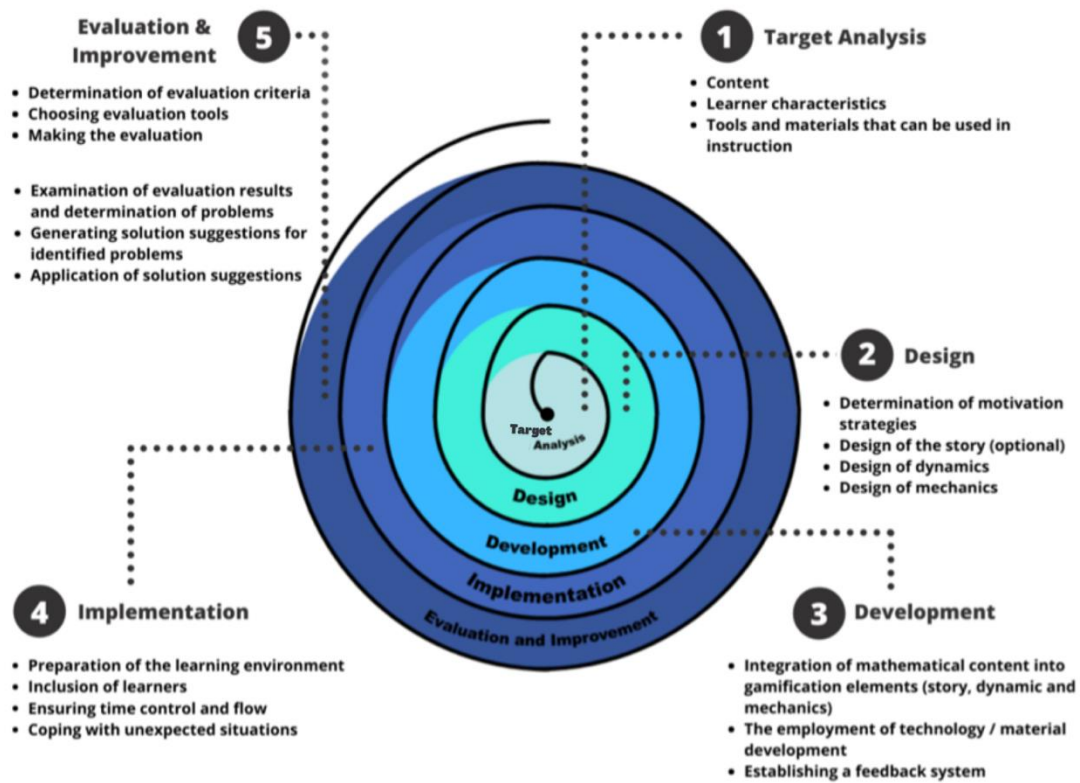 1
Target Analysis
• Content
• Learner characteristics
• Tools and materials that can be used in
instruction
2
Design
• Determination of motivation
strategies
• Design of the story (optional)
• Design of dynamics
• Design of mechanics
3
Development
• Integration of mathematical content into
gamification elements (story, dynamic and
mechanics)
• The employment of technology / material
development
• Establishing a feedback system
4
Implementation
• Preparation of the learning environment
• Inclusion of learners
• Ensuring time control and flow
• Coping with unexpected situations
Evaluation &
Improvement
5
• Determination of evaluation criteria
• Choosing evaluation tools
• Making the evaluation
• Examination of evaluation results
and determination of problems
• Generating solution suggestions for
identified problems
• Application of solution suggestions
Target
Analysis
Design
Development
Implementation
Evaluation and Improvement